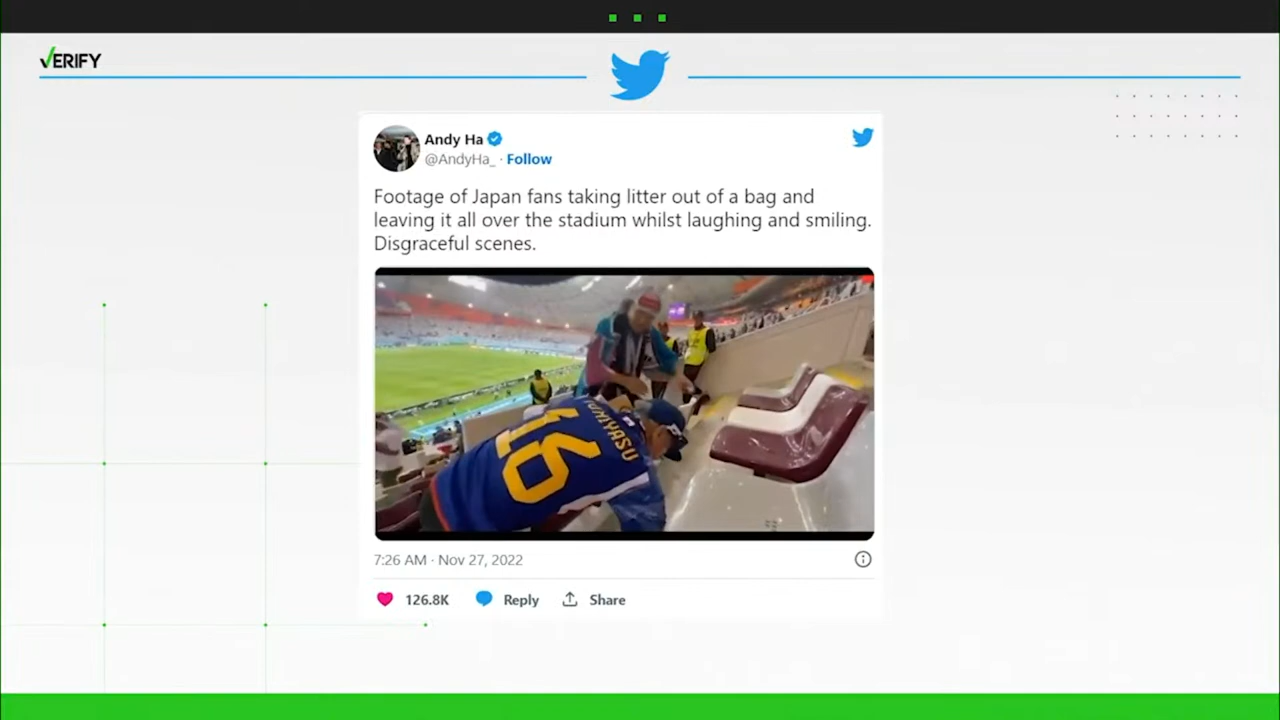 VERIFY
Andy Ha
@AndyHa_ · Follow
Footage of Japan fans taking litter out of a bag and
leaving it all over the stadium whilst laughing and smiling.
Disgraceful scenes.
TOMIYASU
16
7:26 AM · Nov 27, 2022
126.8K Reply Share